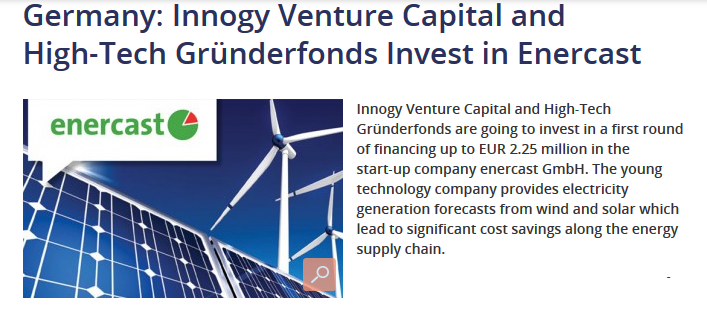 Germany: Innogy Venture Capital and
High-Tech Gründerfonds Invest in Enercast
enercast
Innogy Venture Capital and High-Tech
Gründerfonds are going to invest in a first round
of financing up to EUR 2.25 million in the
start-up company enercast GmbH. The young
technology company provides electricity
generation forecasts from wind and solar which
lead to significant cost savings along the energy
supply chain.
-